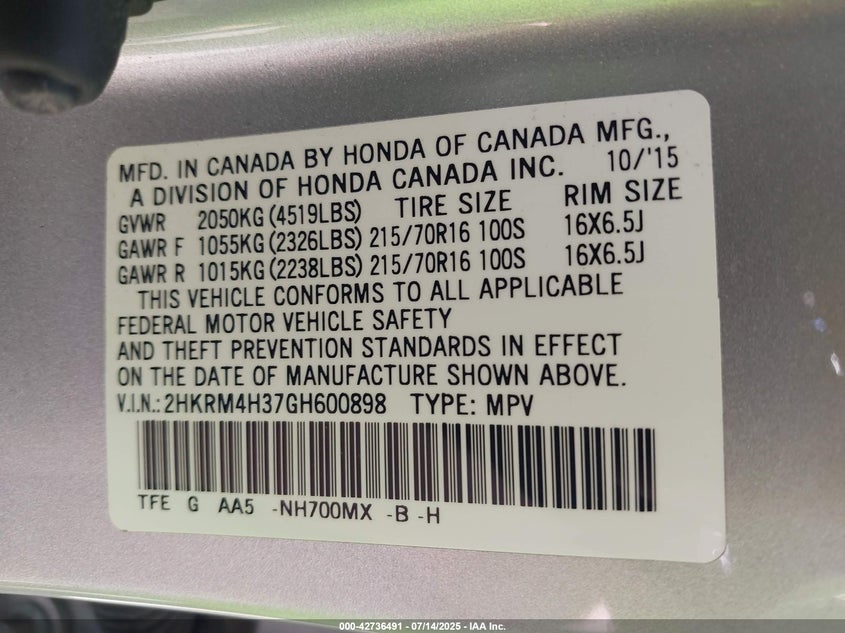 MFD. IN CANADA BY HONDA OF CANADA MFG.,
A DIVISION OF HONDA CANADA INC. 10/'15
GVWR 2050KG (4519LBS) TIRE SIZE RIM SIZE
GAWR F 1055KG (2326LBS) 215/70R16 100S 16X6.5J
GAWR R 1015KG (2238LBS) 215/70R16 100S 16X6.5J
THIS VEHICLE CONFORMS TO ALL APPLICABLE
FEDERAL MOTOR VEHICLE SAFETY
AND THEFT PREVENTION STANDARDS IN EFFECT
ON THE DATE OF MANUFACTURE SHOWN ABOVE.
V.I.N.: 2HKRM4H37GH600898 TYPE: MPV
TFE G AA5 -NH700MX -B -H
000-42736491 - 07/14/2025 - IAA Inc.